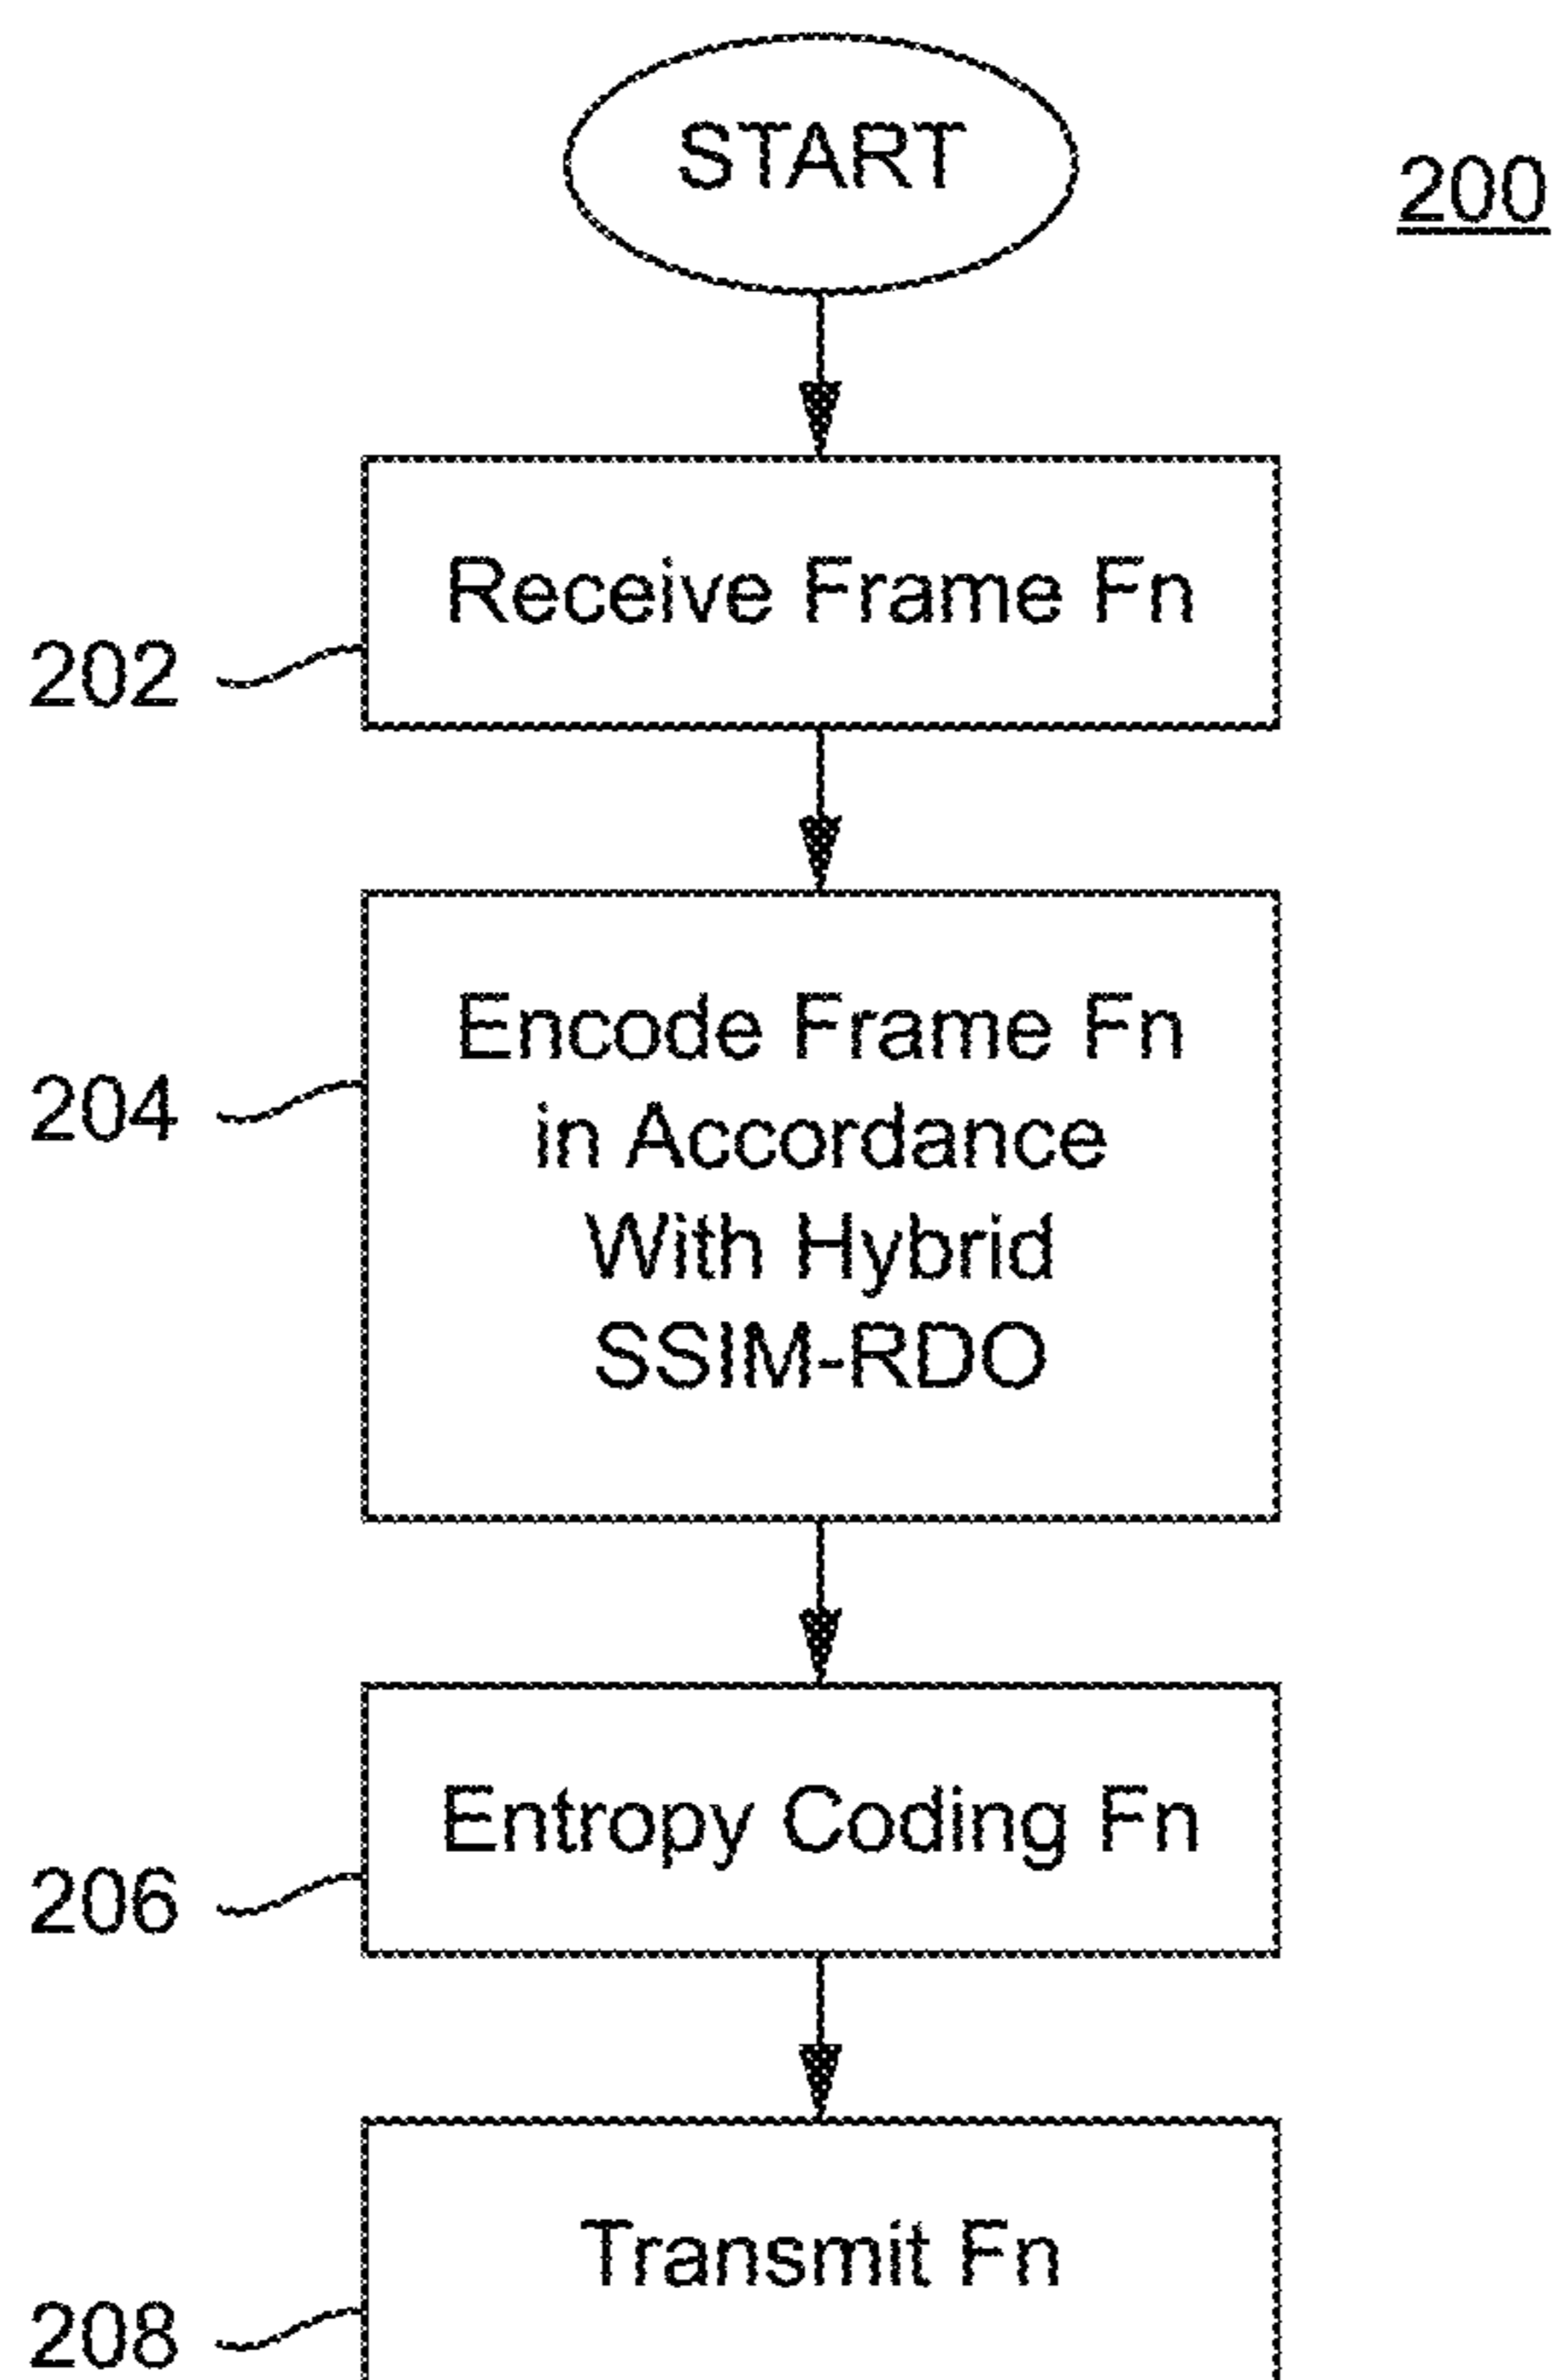 START
200
Receive Frame Fn
202
Encode Frame Fn
in Accordance
With Hybrid
SSIM-RDO
204
Entropy Coding Fn
206
Transmit Fn
208